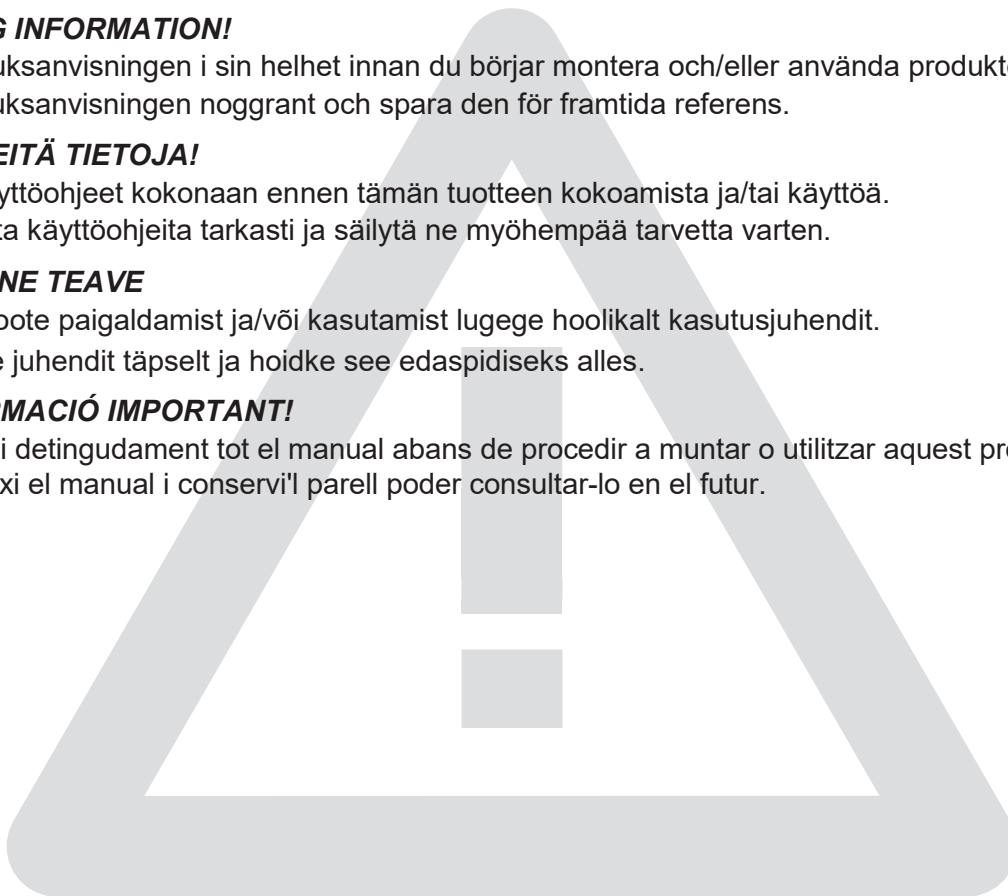 G INFORMATION!
uksanvisningen i sin helhet innan du börjar montera och/eller använda produkte
uksanvisningen noggrant och spara den för framtida referens.
EITÄ TIETOJA!
yttöohjeet kokonaan ennen tämän tuotteen kokoamista ja/tai käyttöä.
ta käyttöohjeita tarkasti ja säilytä ne myöhempää tarvetta varten.
NE TEAVE
oote paigaldamist ja/või kasutamist lugege hoolikalt kasutusjuhendit.
e juhendit täpselt ja hoidke see edaspidiseks alles.
RMACIÓ IMPORTANT!
i detingudament tot el manual abans de procedir a muntar o utilitzar aquest pro
xi el manual i conservi'l parell poder consultar-lo en el futur.